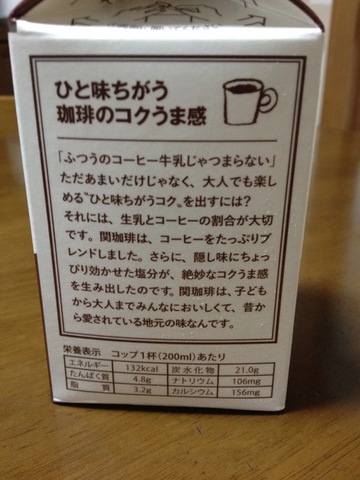 ひと味ちがう
珈琲のコクうま感
「ふつうのコーヒー牛乳じゃつまらない」
ただあまいだけじゃなく、大人でも楽し
める〝ひと味ちがうコク〟を出すには?
それには、生乳とコーヒーの割合が大切
です。関珈琲は、コーヒーをたっぷりブ
レンドしました。さらに、隠し味にちょっ
ぴり効かせた塩分が、絶妙なコクうま感
を生み出したのです。関珈琲は、子ども
から大人までみんなにおいしくて、昔か
ら愛されている地元の味なんです。
栄養表示 コップ1杯(200ml)あたり
エネルギー 132kcal 炭水化物 21.0g
たんぱく質 4.8g ナトリウム 106mg
脂質 3.2g カルシウム 156mg